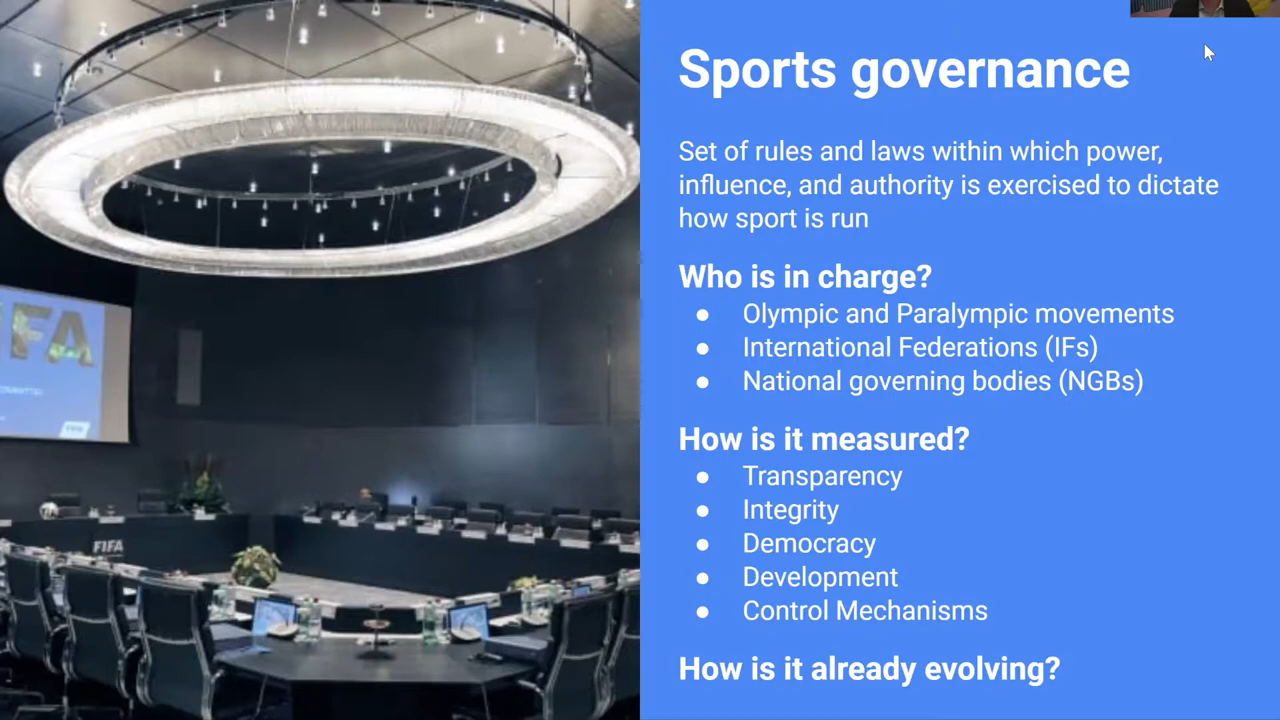 Sports governance
Set of rules and laws within which power,
influence, and authority is exercised to dictate
how sport is run
Who is in charge?
● Olympic and Paralympic movements
● International Federations (IFs)
● National governing bodies (NGBs)
How is it measured?
● Transparency
● Integrity
● Democracy
● Development
● Control Mechanisms
How is it already evolving?
IFA
FIFA